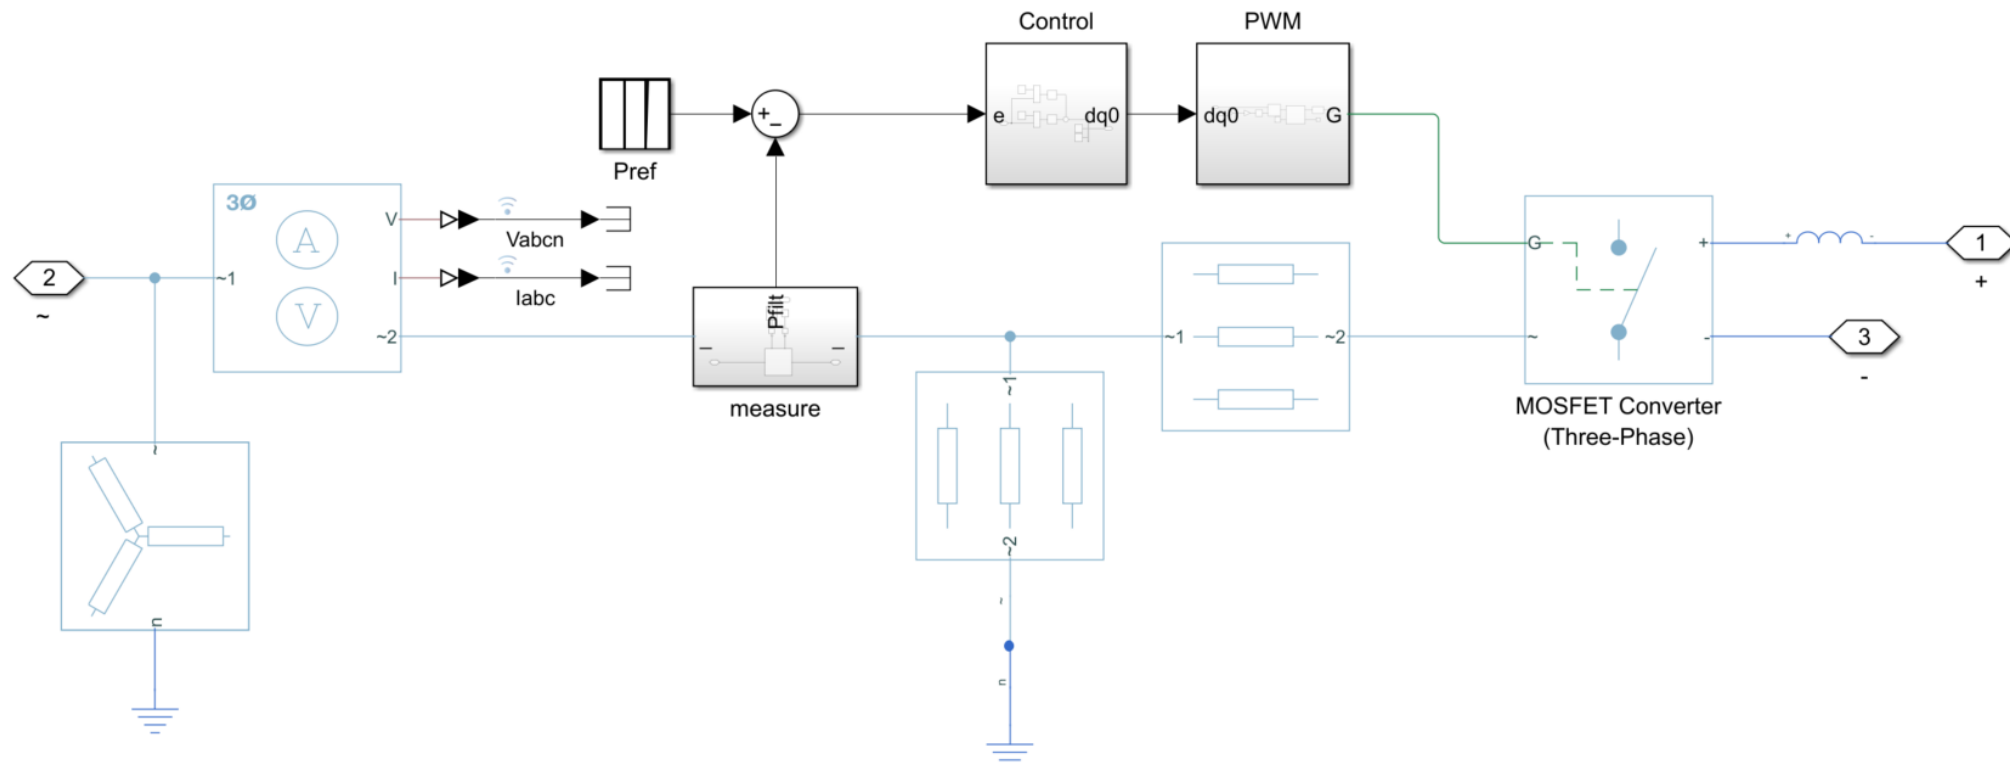 Control
PWM
e
dq0
dq0
G
+
−
Pref
3Ø
A
V
V
I
~1
~2
Vabcn
Iabc
2
~
Pfilt
measure
~1
~2
~1
~2
~
n
G
~
+
-
MOSFET Converter
(Three-Phase)
+
-
1
+
3
-
~
n